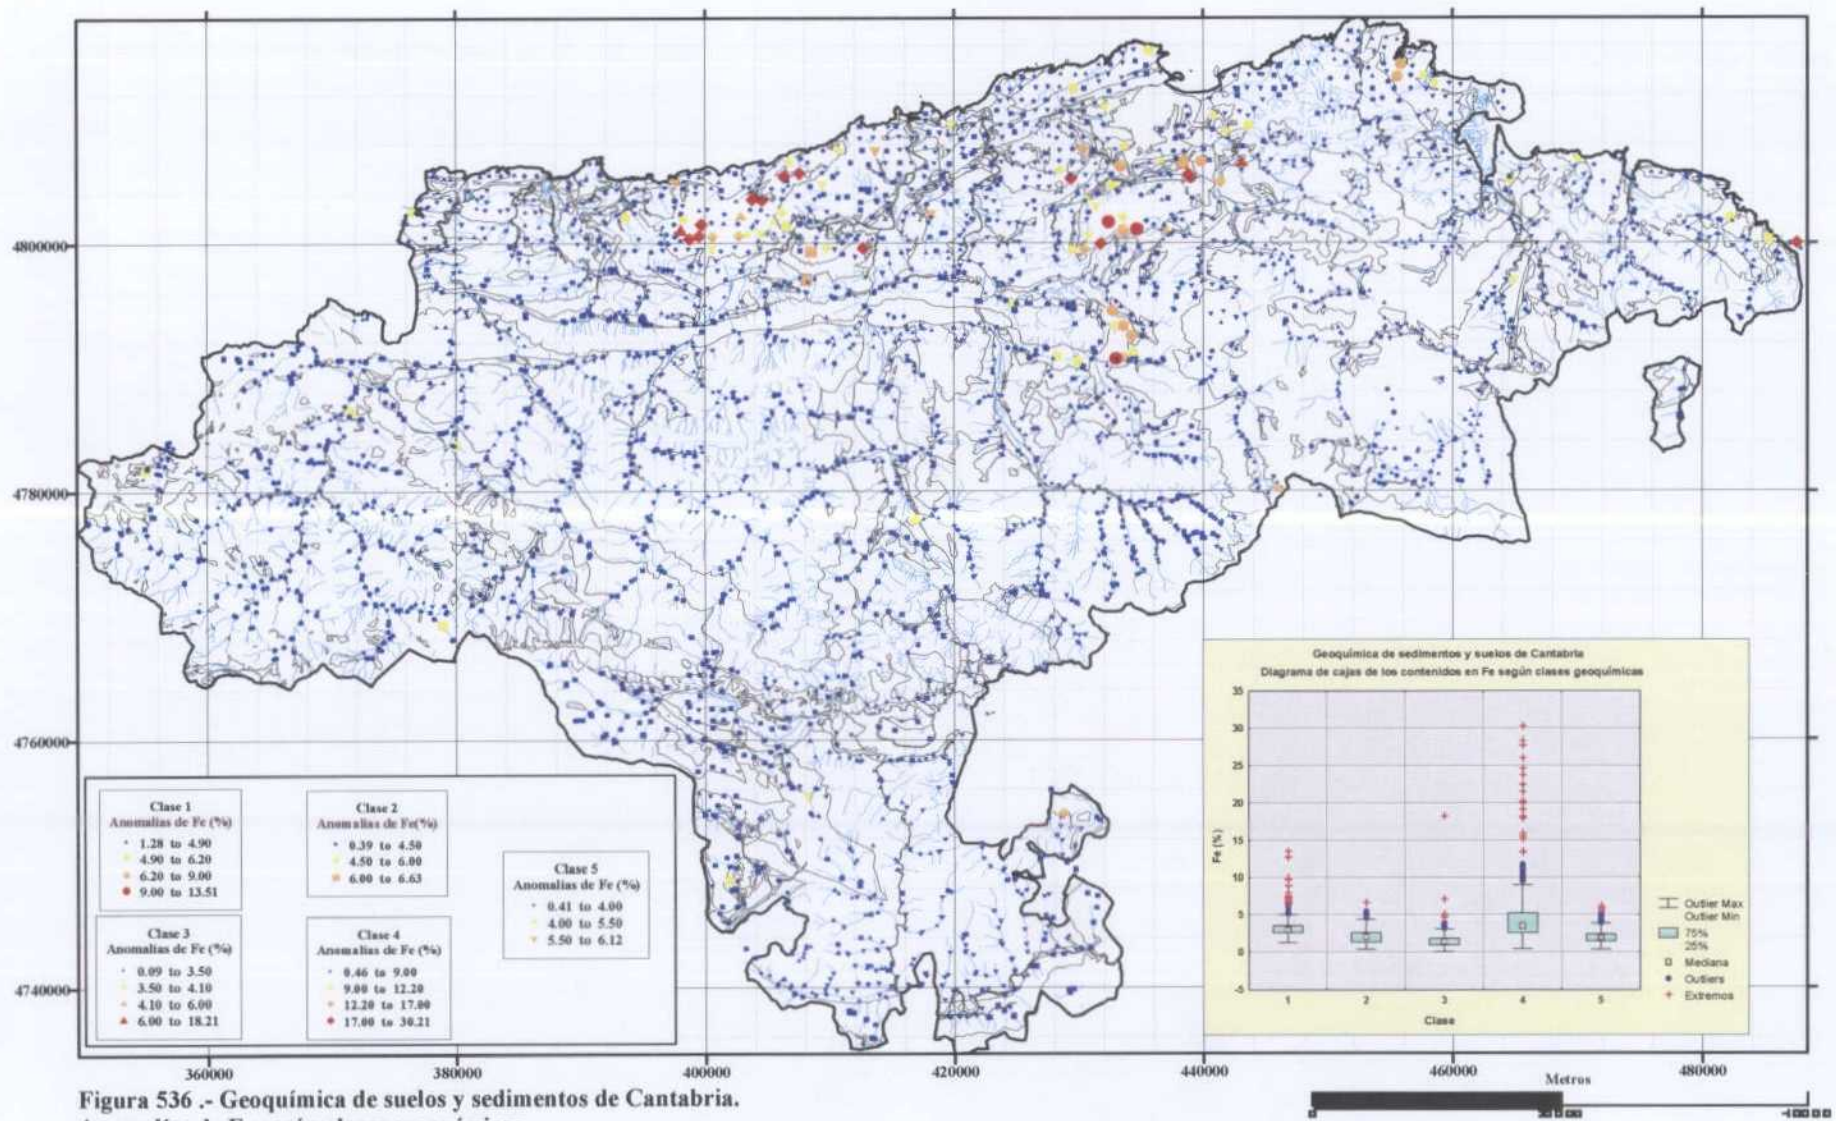 4800000
4780000
4760000
4740000
Clase 1
Anomalías de Fe (%)
1.28 to 4.90
4.90 to 6.20
6.20 to 9.00
9.00 to 13.51
Clase 2
Anomalías de Fe(%)
0.39 to 4.50
4.50 to 6.00
6.00 to 6.63
Clase 3
Anomalías de Fe (%)
0.09 to 3.50
3.50 to 4.10
4.10 to 6.00
6.00 to 18.21
Clase 4
Anomalías de Fe (%)
0.46 to 9.00
9.00 to 12.20
12.20 to 17.00
17.00 to 30.21
Clase 5
Anomalías de Fe (%)
0.41 to 4.00
4.00 to 5.50
5.50 to 6.12
Geoquímica de sedimentos y suelos de Cantabria
Diagrama de cajas de los contenidos en Fe según clases geoquímicas
35
30
25
20
15
10
5
0
-5
Fe (%)
1 2 3 4 5
Clase
Outlier Max
Outlier Min
75%
25%
Mediana
Outliers
Extremos
360000 380000 400000 420000 440000 460000 480000
Metros
0
Figura 536 .- Geoquímica de suelos y sedimentos de Cantabria.